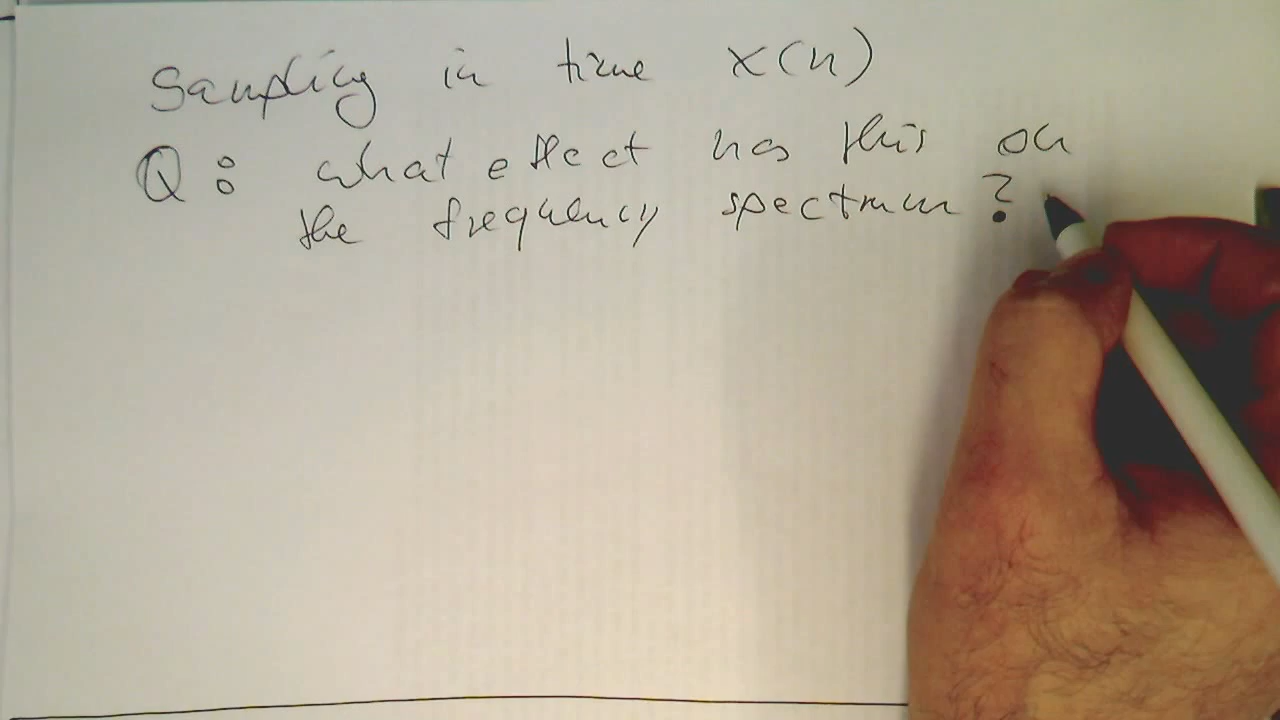 Sampling in time x(n)
Q: what effect has this on
the frequency spectrum?